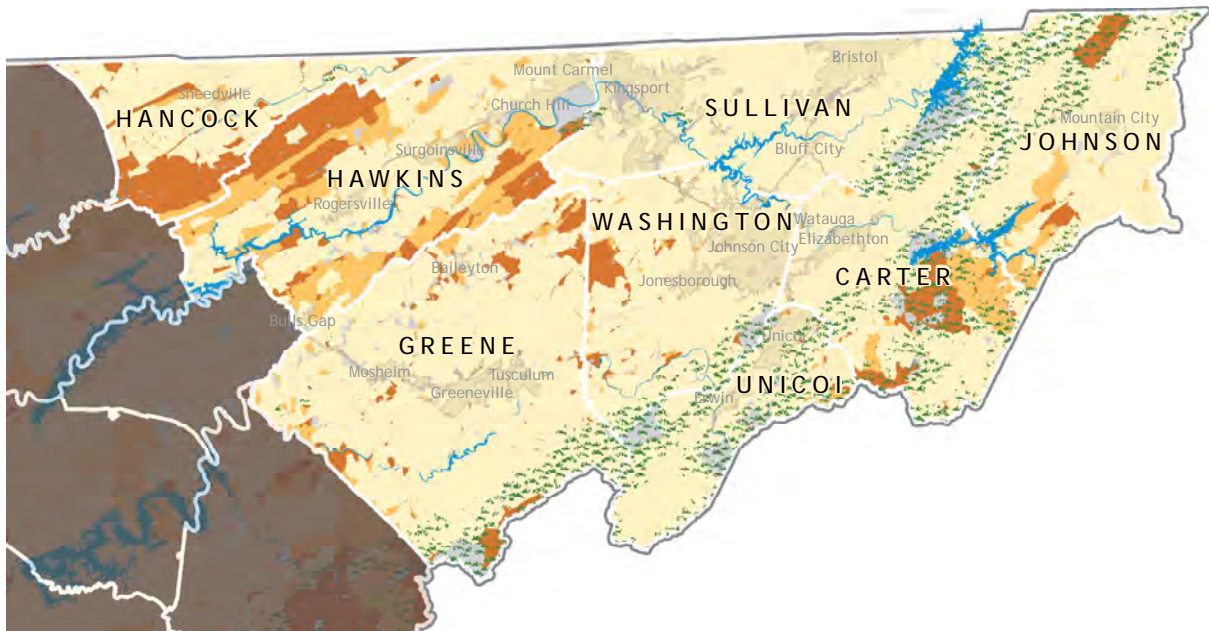 Bristol
Mount Carmel
Kingsport
Sneedville
Church Hill
SULLIVAN
HANCOCK
Mountain City
JOHNSON
Surgoinsville
Bluff City
HAWKINS
Rogersville
WASHINGTON
Watauga
Elizabethton
Johnson City
Baileyton
Jonesborough
CARTER
Bulls Gap
Unicoi
GREENE
Mosheim
Tusculum
UNICOI
Greeneville
Erwin